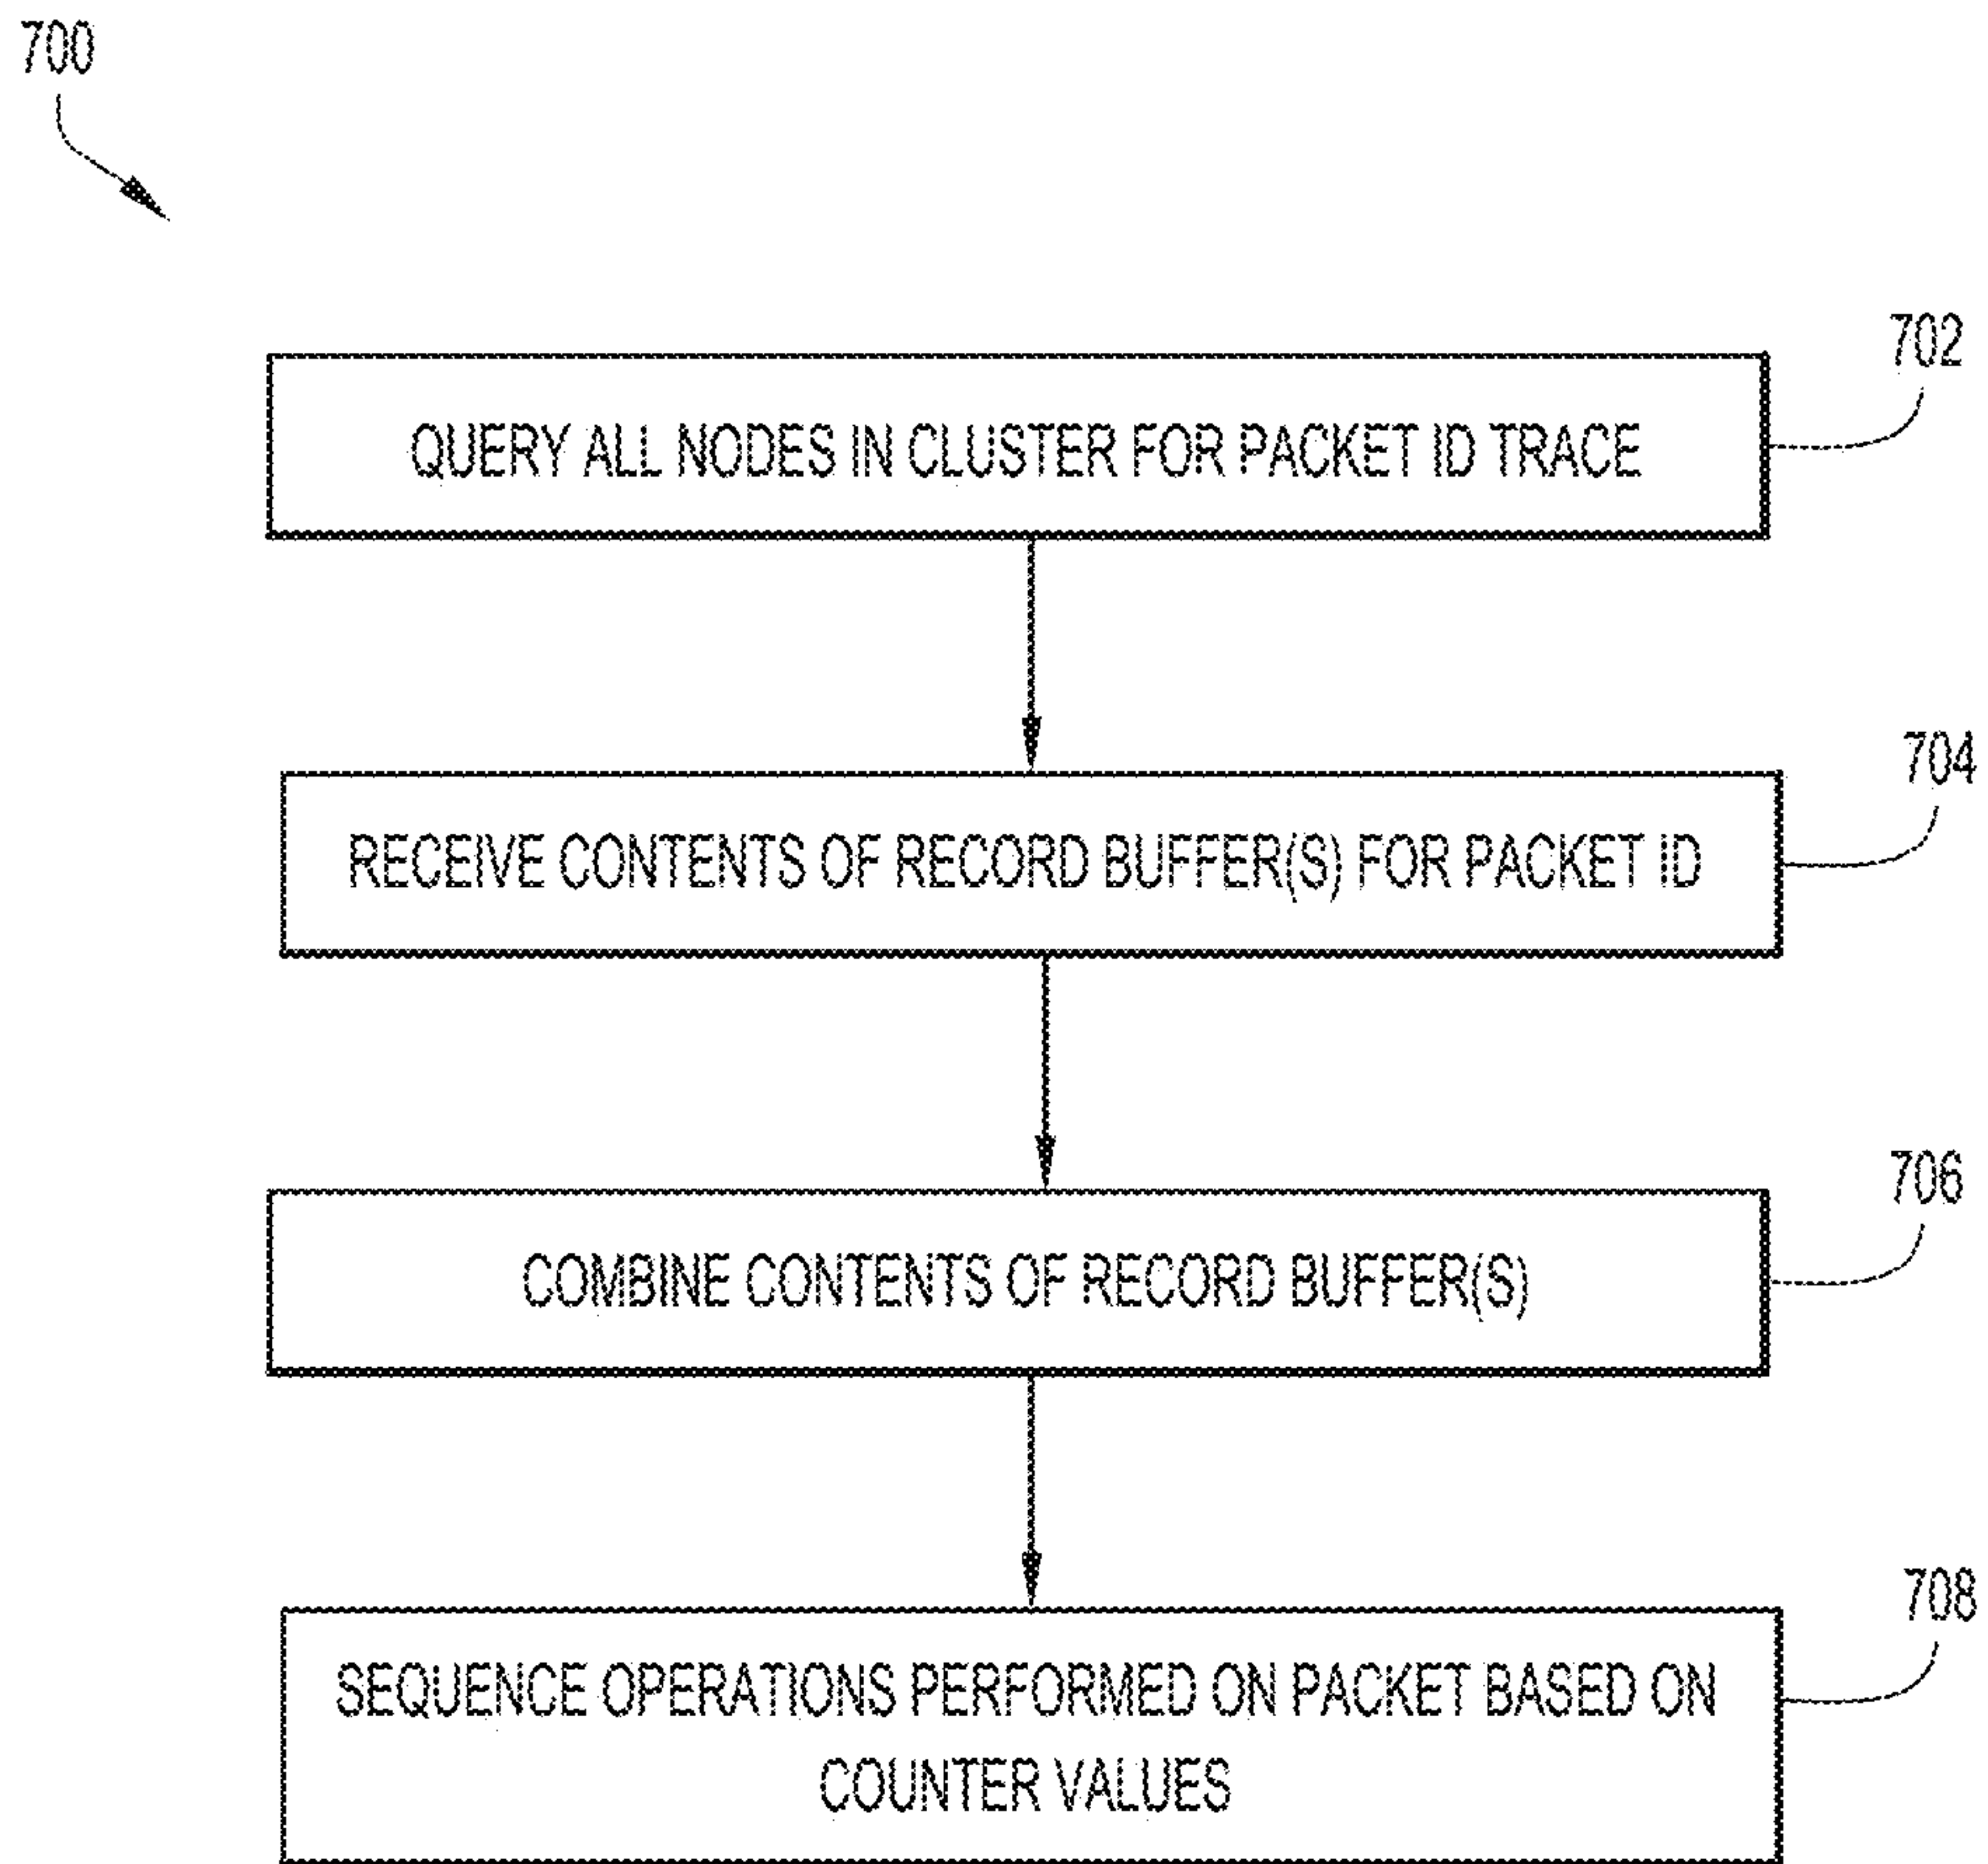 700
702
QUERY ALL NODES IN CLUSTER FOR PACKET ID TRACE
704
RECEIVE CONTENTS OF RECORD BUFFER(S) FOR PACKET ID
706
COMBINE CONTENTS OF RECORD BUFFER(S)
708
SEQUENCE OPERATIONS PERFORMED ON PACKET BASED ON
COUNTER VALUES